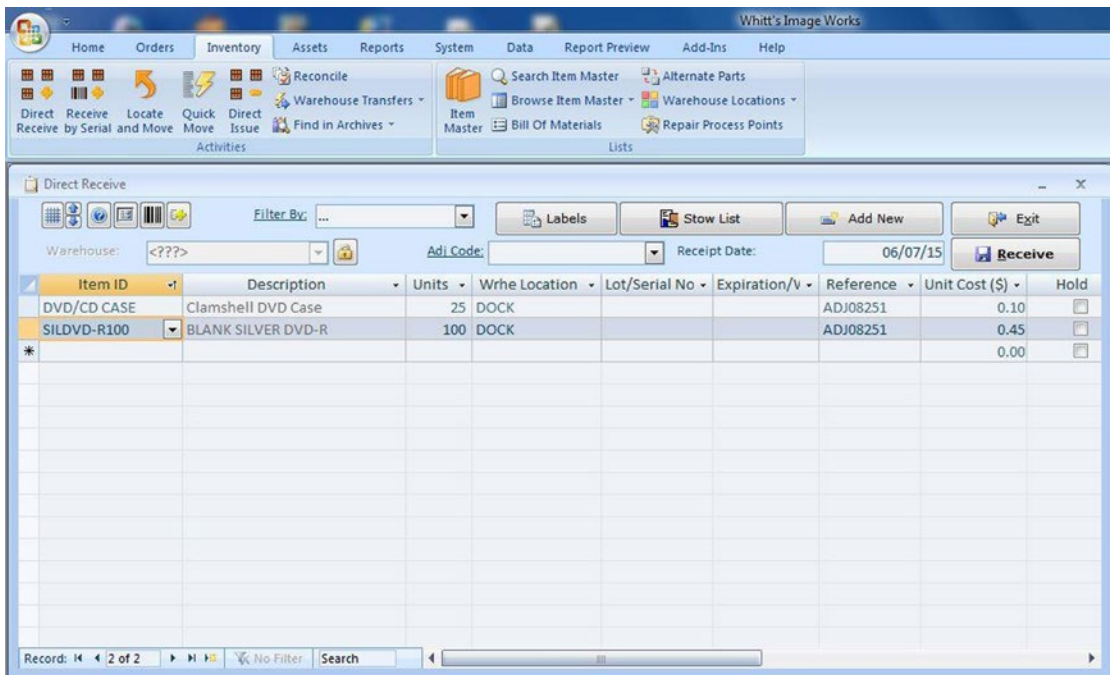 Whitt's Image Works
Home Orders Inventory Assets Reports System Data Report Preview Add-Ins Help
Direct Receive
Receive by Serial
Locate and Move
Quick Move
Direct Issue
Reconcile
Warehouse Transfers
Find in Archives
Activities
Item Master
Search Item Master
Browse Item Master
Bill Of Materials
Alternate Parts
Warehouse Locations
Repair Process Points
Lists
Direct Receive
Filter By: ... Labels Stow List Add New Exit
Warehouse: <???> Adj Code: Receipt Date: 06/07/15 Receive
Item ID Description Units Wrhe Location Lot/Serial No Expiration/V Reference Unit Cost ($) Hold
DVD/CD CASE Clamshell DVD Case 25 DOCK ADJ08251 0.10
SILDVD-R100 BLANK SILVER DVD-R 100 DOCK ADJ08251 0.45
0.00
Record: 2 of 2 No Filter Search